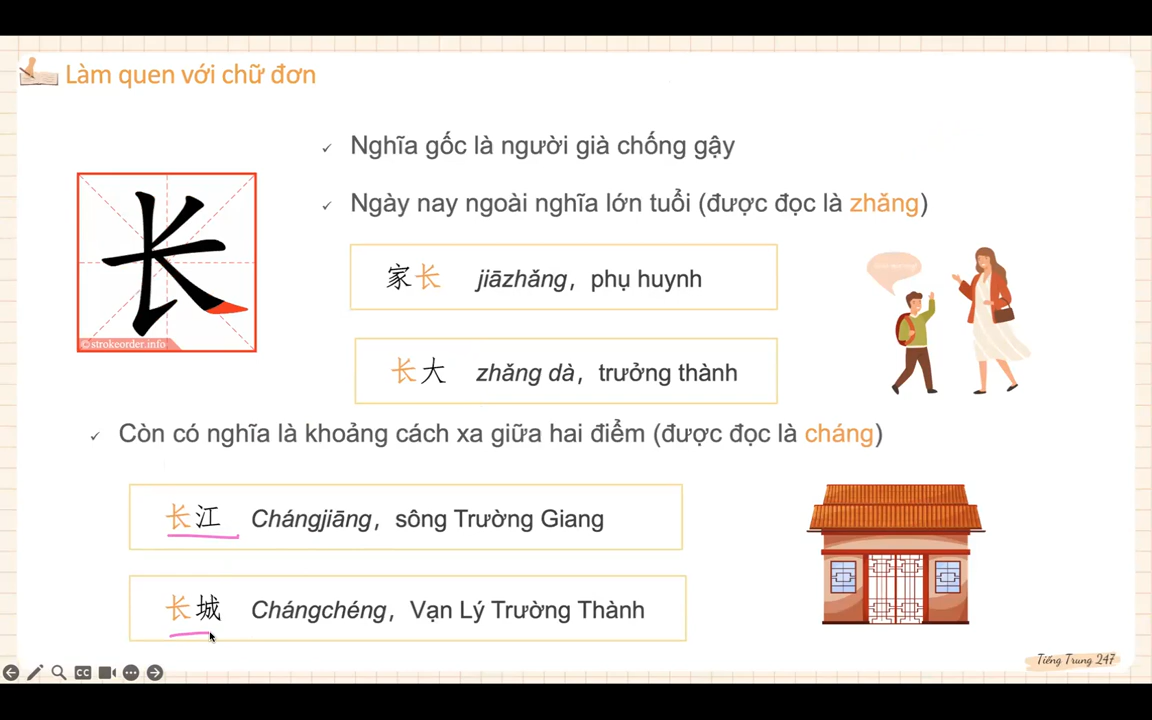 Làm quen với chữ đơn
Nghĩa gốc là người già chống gậy
Ngày nay ngoài nghĩa lớn tuổi (được đọc là zhǎng)
家长 jiāzhǎng, phụ huynh
长大 zhǎng dà, trưởng thành
Còn có nghĩa là khoảng cách xa giữa hai điểm (được đọc là cháng)
长江 Chángjiāng, sông Trường Giang
长城 Chángchéng, Vạn Lý Trường Thành
长
© strokeorder.info
Tiếng Trung 247
CC